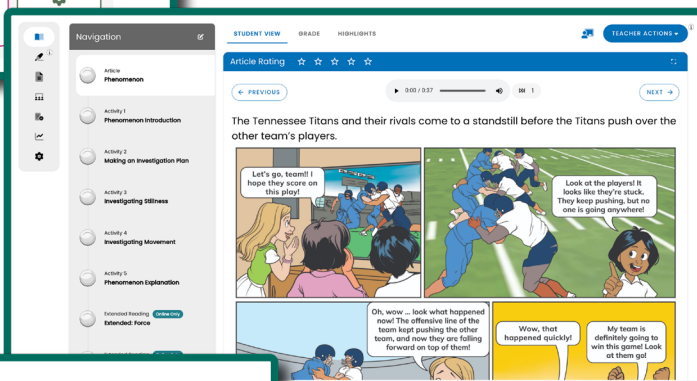 Navigation
Article
Phenomenon
Activity 1
Phenomenon Introduction
Activity 2
Making an Investigation Plan
Activity 3
Investigating Stillness
Activity 4
Investigating Movement
Activity 5
Phenomenon Explanation
Extended Reading Online Only
Extended: Force
STUDENT VIEW GRADE HIGHLIGHTS
TEACHER ACTIONS
Article Rating
PREVIOUS
0:00 / 0:37
NEXT
The Tennessee Titans and their rivals come to a standstill before the Titans push over the
other team's players.
Let's go, team!! I
hope they score on
this play!
Look at the players! It
looks like they're stuck.
They keep pushing, but no
one is going anywhere!
Oh, wow ... look what happened
now! The offensive line of the
team kept pushing the other
team, and now they are falling
forward on top of them!
Wow, that
happened quickly!
My team is
definitely going to
win this game! Look
at them go!